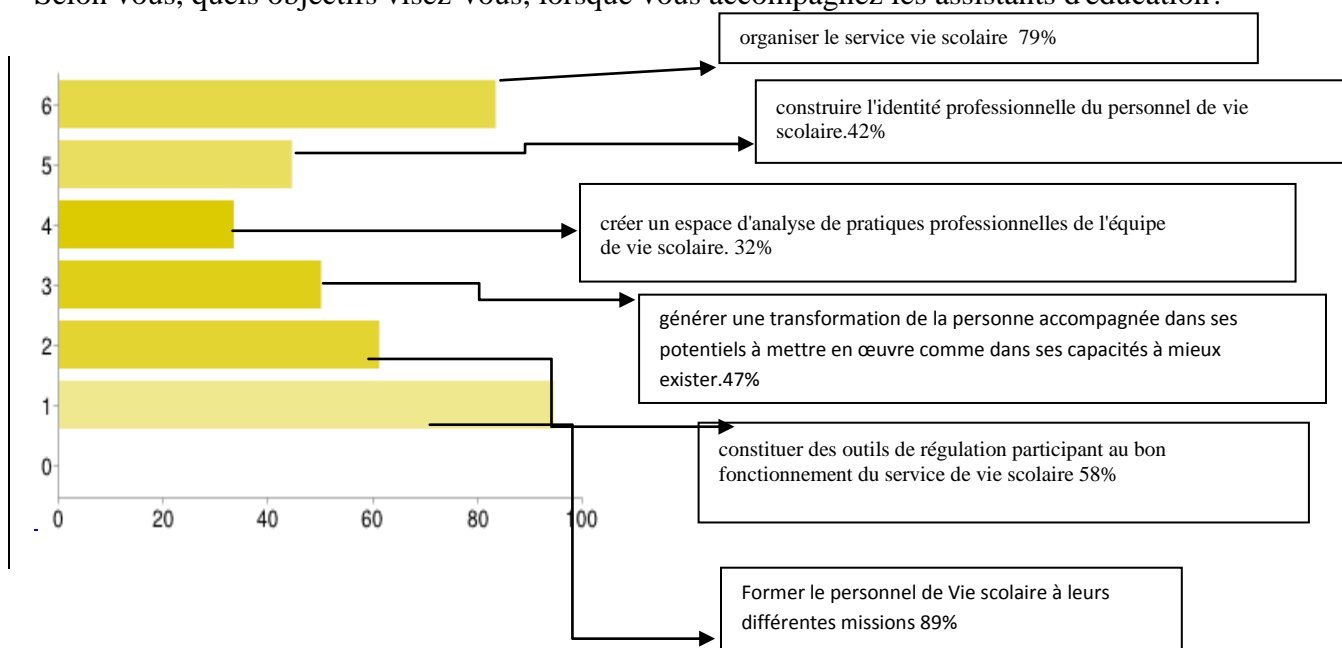 Selon vous, quels objectifs visez-vous, lorsque vous accompagnez les assistants d'éducation?
organiser le service vie scolaire 79%
construire l'identité professionnelle du personnel de vie
scolaire.42%
créer un espace d'analyse de pratiques professionnelles de l'équipe
de vie scolaire. 32%
générer une transformation de la personne accompagnée dans ses
potentiels à mettre en œuvre comme dans ses capacités à mieux
exister.47%
constituer des outils de régulation participant au bon
fonctionnement du service de vie scolaire 58%
Former le personnel de Vie scolaire à leurs
différentes missions 89%
6
5
4
3
2
1
0
0 20 40 60 80 100